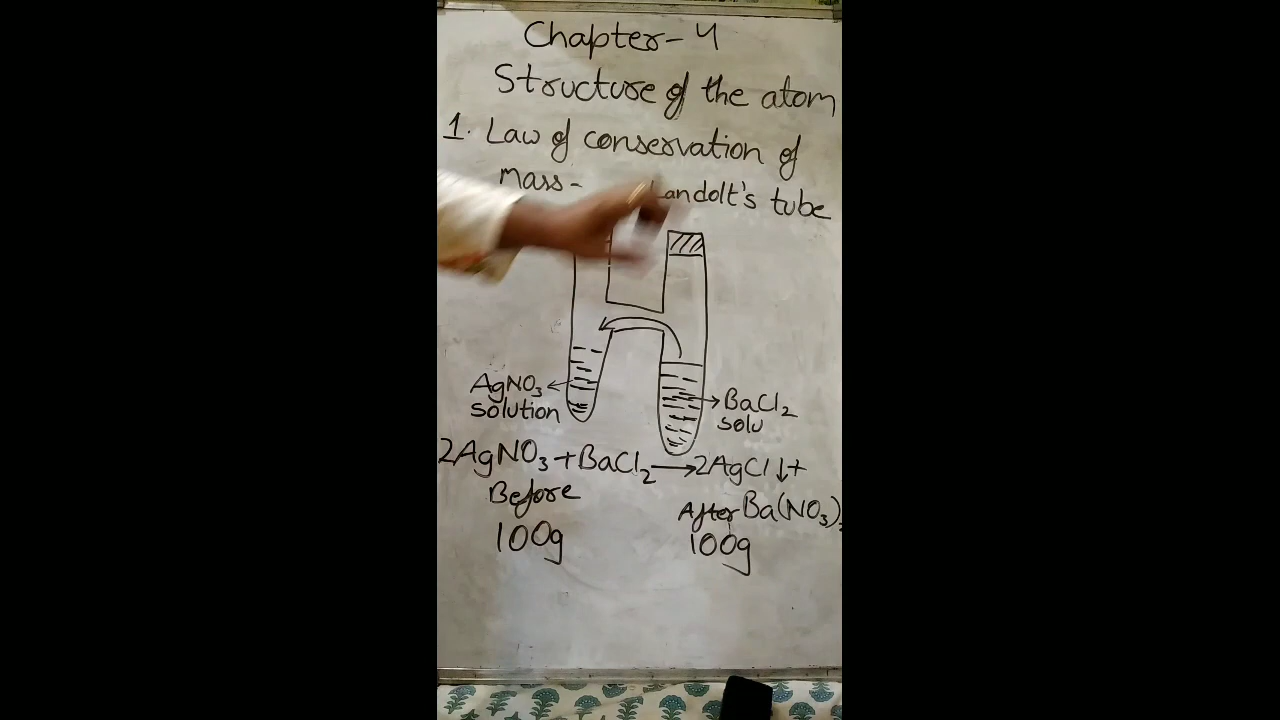 Chapter-4
Structure of the atom
1. Law of conservation of
mass- Landolt's tube
AgNO₃
solution
BaCl₂
solu
2AgNO₃+BaCl₂→2AgCl↓+
Before
After Ba(NO₃)₂
100g
100g